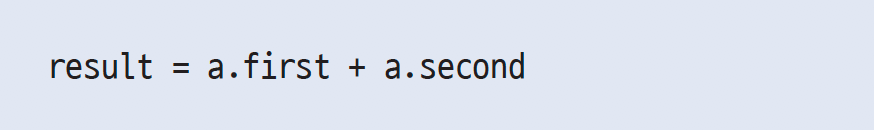 result = a.first + a.second